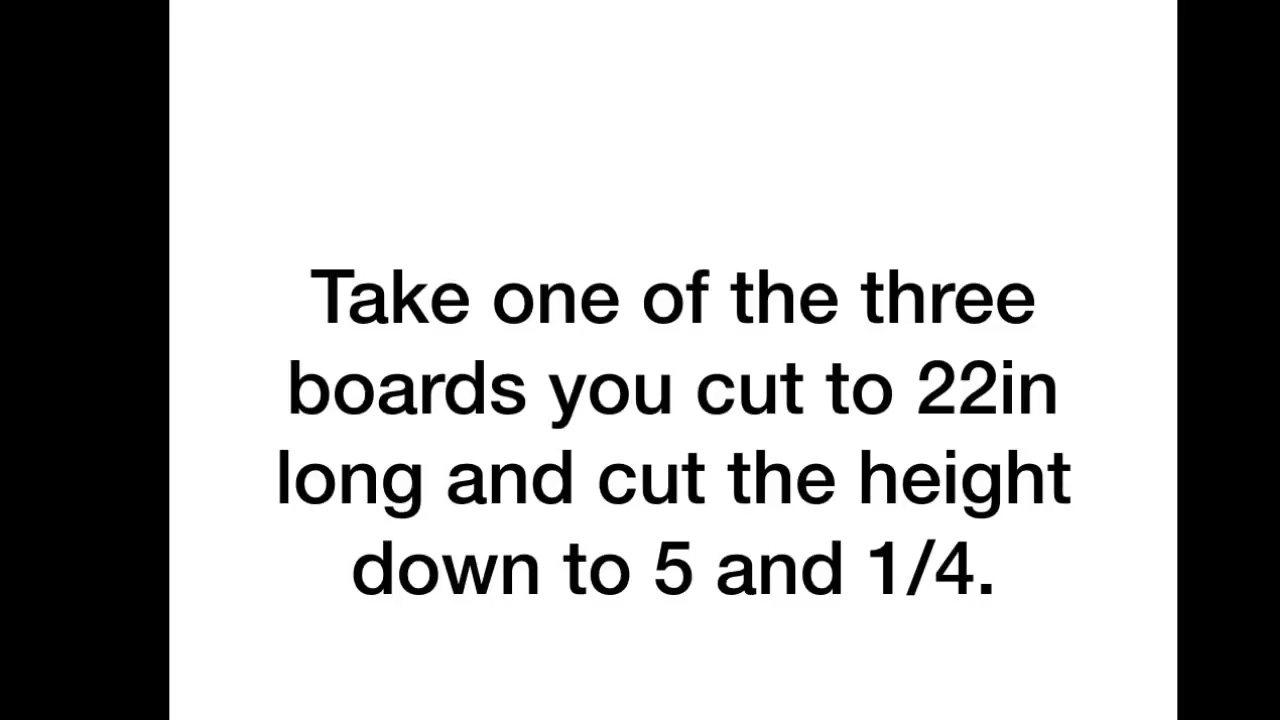 Take one of the three
boards you cut to 22in
long and cut the height
down to 5 and 1/4.